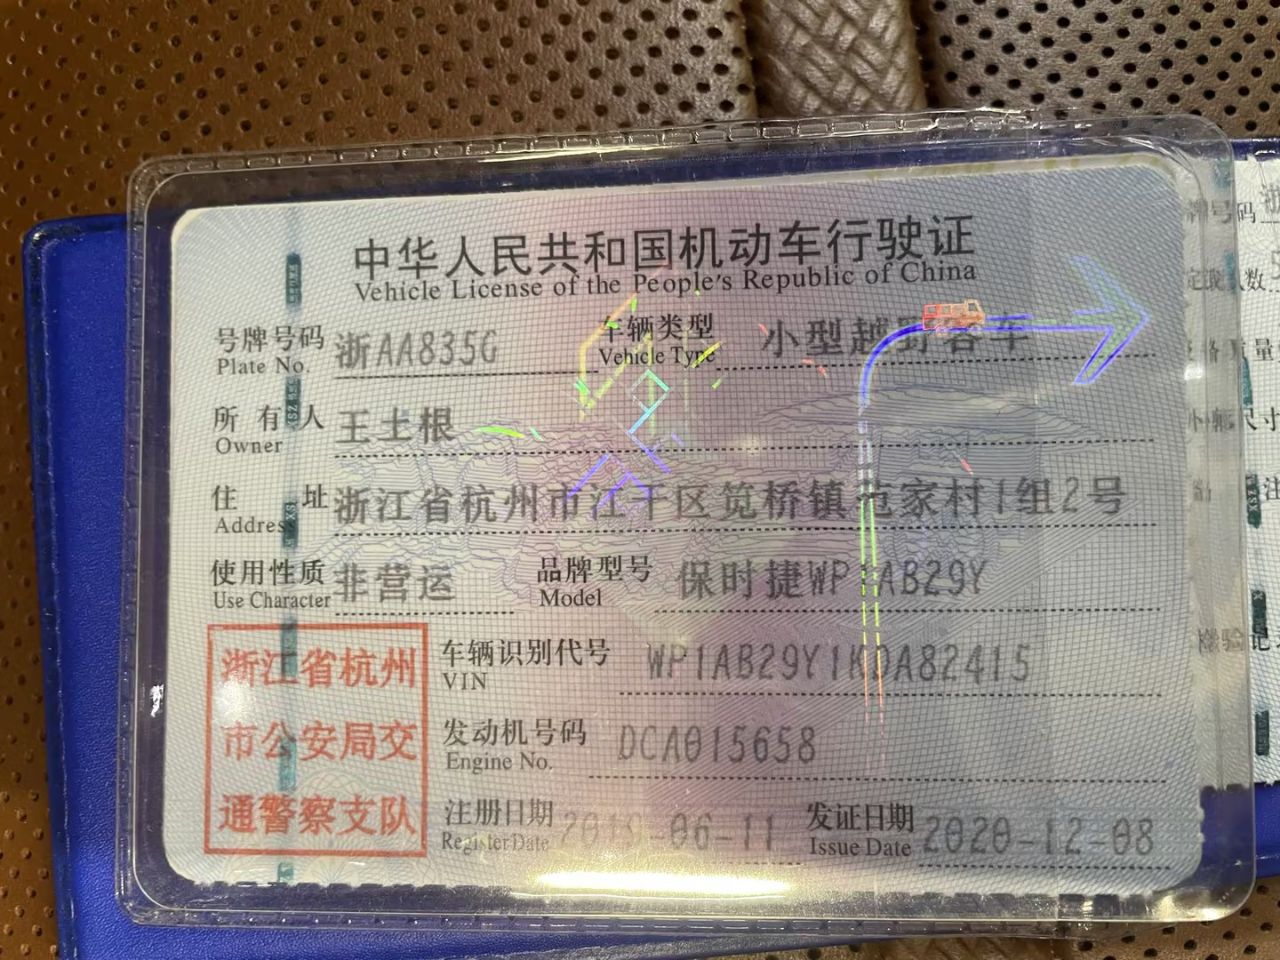 中华人民共和国机动车行驶证
Vehicle License of the People's Republic of China
号牌号码 浙AA835G 车辆类型 小型越野客车
Plate No. Vehicle Type
所有人 王土根
Owner
住址 浙江省杭州市江干区笕桥镇范家村1组2号
Address
使用性质 非营运 品牌型号 保时捷WP1AB29Y
Use Character Model
浙江省杭州
市公安局交
通警察支队
车辆识别代号 WP1AB29Y1KDA82415
VIN
发动机号码 DCA015658
Engine No.
注册日期 2019-06-11 发证日期 2020-12-08
Register Date Issue Date